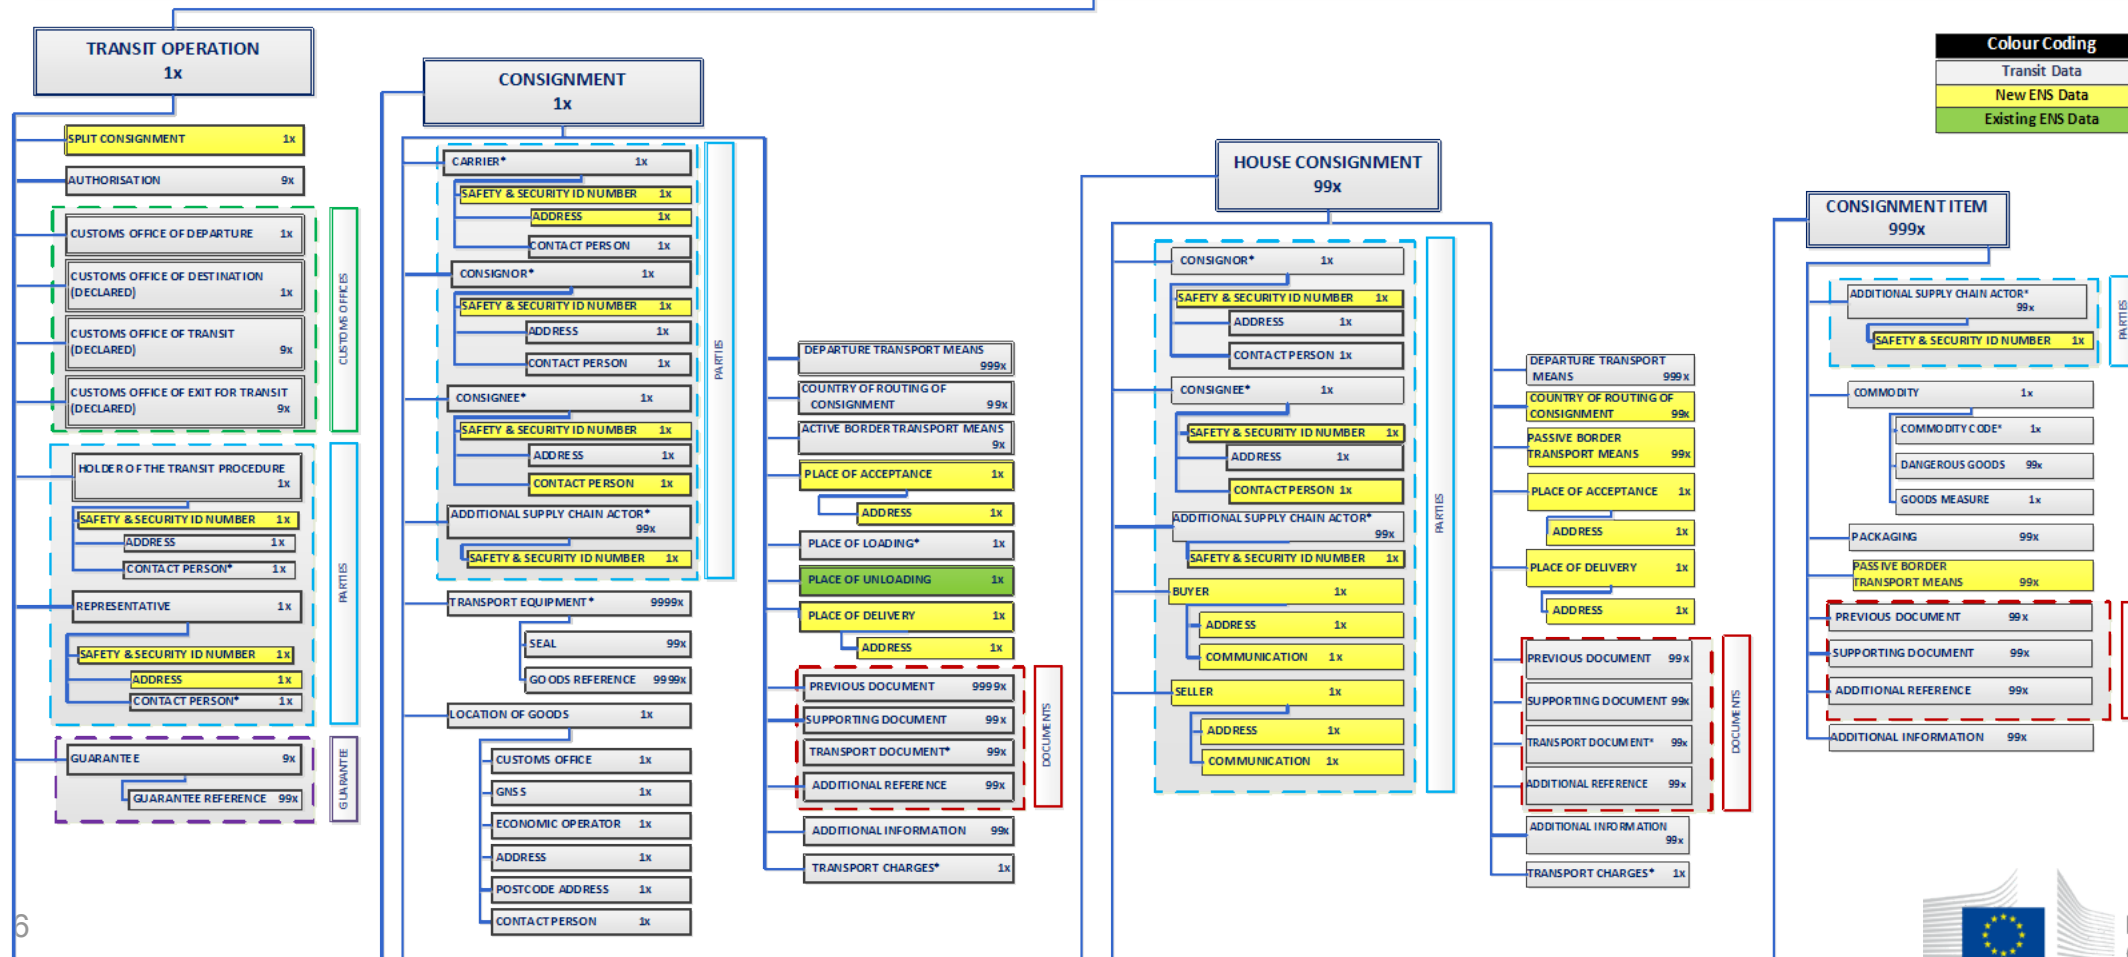 TRANSIT OPERATION
1x
SPLIT CONSIGNMENT 1x
AUTHORISATION 9x
CUSTOMS OFFICE OF DEPARTURE 1x
CUSTOMS OFFICE OF DESTINATION
(DECLARED) 1x
CUSTOMS OFFICE OF TRANSIT
(DECLARED) 9x
CUSTOMS OFFICE OF EXIT FOR TRANSIT
(DECLARED) 9x
CUSTOMS OFFICES
HOLDER OF THE TRANSIT PROCEDURE
1x
SAFETY & SECURITY ID NUMBER 1x
ADDRESS 1x
CONTACT PERSON* 1x
REPRESENTATIVE 1x
SAFETY & SECURITY ID NUMBER 1x
ADDRESS 1x
CONTACT PERSON* 1x
PARTIES
GUARANTEE 9x
GUARANTEE REFERENCE 99x
GUARANTEE
6
CONSIGNMENT
1x
CARRIER* 1x
SAFETY & SECURITY ID NUMBER 1x
ADDRESS 1x
CONTACT PERSON 1x
CONSIGNOR* 1x
SAFETY & SECURITY ID NUMBER 1x
ADDRESS 1x
CONTACT PERSON 1x
CONSIGNEE* 1x
SAFETY & SECURITY ID NUMBER 1x
ADDRESS 1x
CONTACT PERSON 1x
ADDITIONAL SUPPLY CHAIN ACTOR*
99x
SAFETY & SECURITY ID NUMBER 1x
PARTIES
TRANSPORT EQUIPMENT* 9999x
SEAL 99x
GOODS REFERENCE 9999x
LOCATION OF GOODS 1x
CUSTOMS OFFICE 1x
GNSS 1x
ECONOMIC OPERATOR 1x
ADDRESS 1x
POSTCODE ADDRESS 1x
CONTACT PERSON 1x
DEPARTURE TRANSPORT MEANS
999x
COUNTRY OF ROUTING OF
CONSIGNMENT 99x
ACTIVE BORDER TRANSPORT MEANS
9x
PLACE OF ACCEPTANCE 1x
ADDRESS 1x
PLACE OF LOADING* 1x
PLACE OF UNLOADING 1x
PLACE OF DELIVERY 1x
ADDRESS 1x
PREVIOUS DOCUMENT 9999x
SUPPORTING DOCUMENT 99x
TRANSPORT DOCUMENT* 99x
ADDITIONAL REFERENCE 99x
DOCUMENTS
ADDITIONAL INFORMATION 99x
TRANSPORT CHARGES* 1x
HOUSE CONSIGNMENT
99x
CONSIGNOR* 1x
SAFETY & SECURITY ID NUMBER 1x
ADDRESS 1x
CONTACT PERSON 1x
CONSIGNEE* 1x
SAFETY & SECURITY ID NUMBER 1x
ADDRESS 1x
CONTACT PERSON 1x
ADDITIONAL SUPPLY CHAIN ACTOR*
99x
SAFETY & SECURITY ID NUMBER 1x
BUYER 1x
ADDRESS 1x
COMMUNICATION 1x
SELLER 1x
ADDRESS 1x
COMMUNICATION 1x
PARTIES
DEPARTURE TRANSPORT
MEANS 999x
COUNTRY OF ROUTING OF
CONSIGNMENT 99x
PASSIVE BORDER
TRANSPORT MEANS 99x
PLACE OF ACCEPTANCE 1x
ADDRESS 1x
PLACE OF DELIVERY 1x
ADDRESS 1x
PREVIOUS DOCUMENT 99x
SUPPORTING DOCUMENT 99x
TRANSPORT DOCUMENT* 99x
ADDITIONAL REFERENCE 99x
DOCUMENTS
ADDITIONAL INFORMATION
99x
TRANSPORT CHARGES* 1x
Colour Coding
Transit Data
New ENS Data
Existing ENS Data
CONSIGNMENT ITEM
999x
ADDITIONAL SUPPLY CHAIN ACTOR*
99x
SAFETY & SECURITY ID NUMBER 1x
PARTIES
COMMODITY 1x
COMMODITY CODE* 1x
DANGEROUS GOODS 99x
GOODS MEASURE 1x
PACKAGING 99x
PASSIVE BORDER
TRANSPORT MEANS 99x
PREVIOUS DOCUMENT 99x
SUPPORTING DOCUMENT 99x
ADDITIONAL REFERENCE 99x
ADDITIONAL INFORMATION 99x